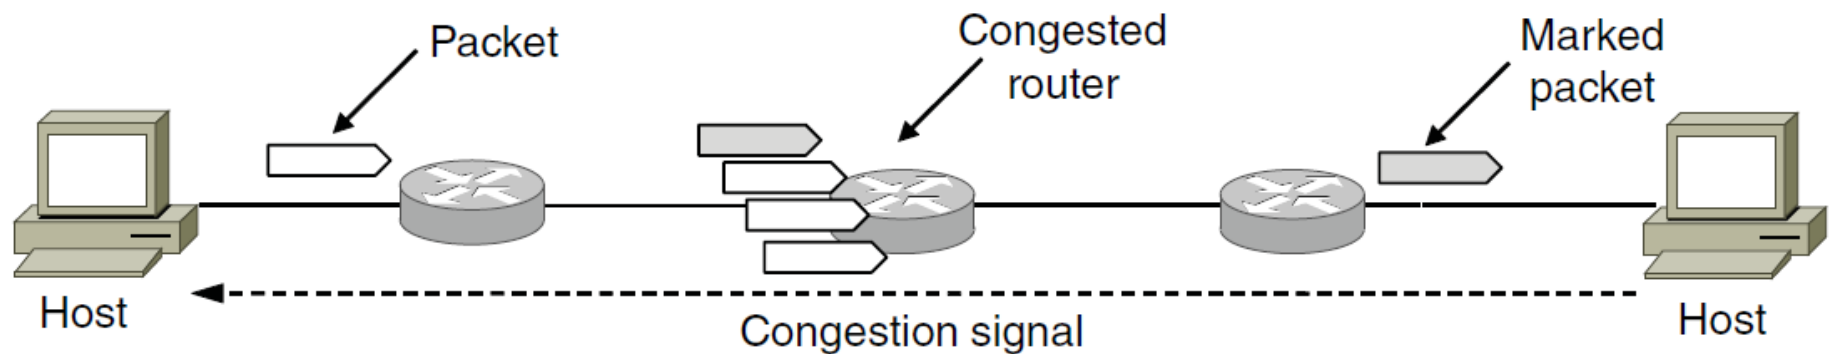 Packet
Congested
router
Marked
packet
Host
Congestion signal
Host